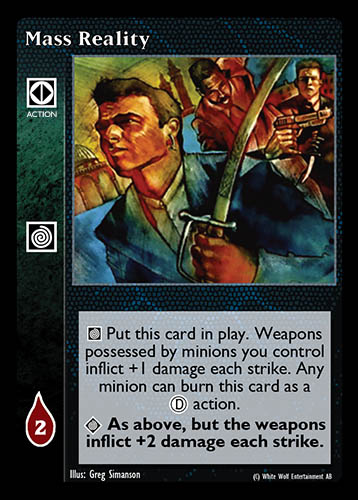 Mass Reality
ACTION
Put this card in play. Weapons
possessed by minions you control
inflict +1 damage each strike. Any
minion can burn this card as a
D action.
As above, but the weapons
inflict +2 damage each strike.
2
Illus: Greg Simanson
(C) White Wolf Entertainment AB